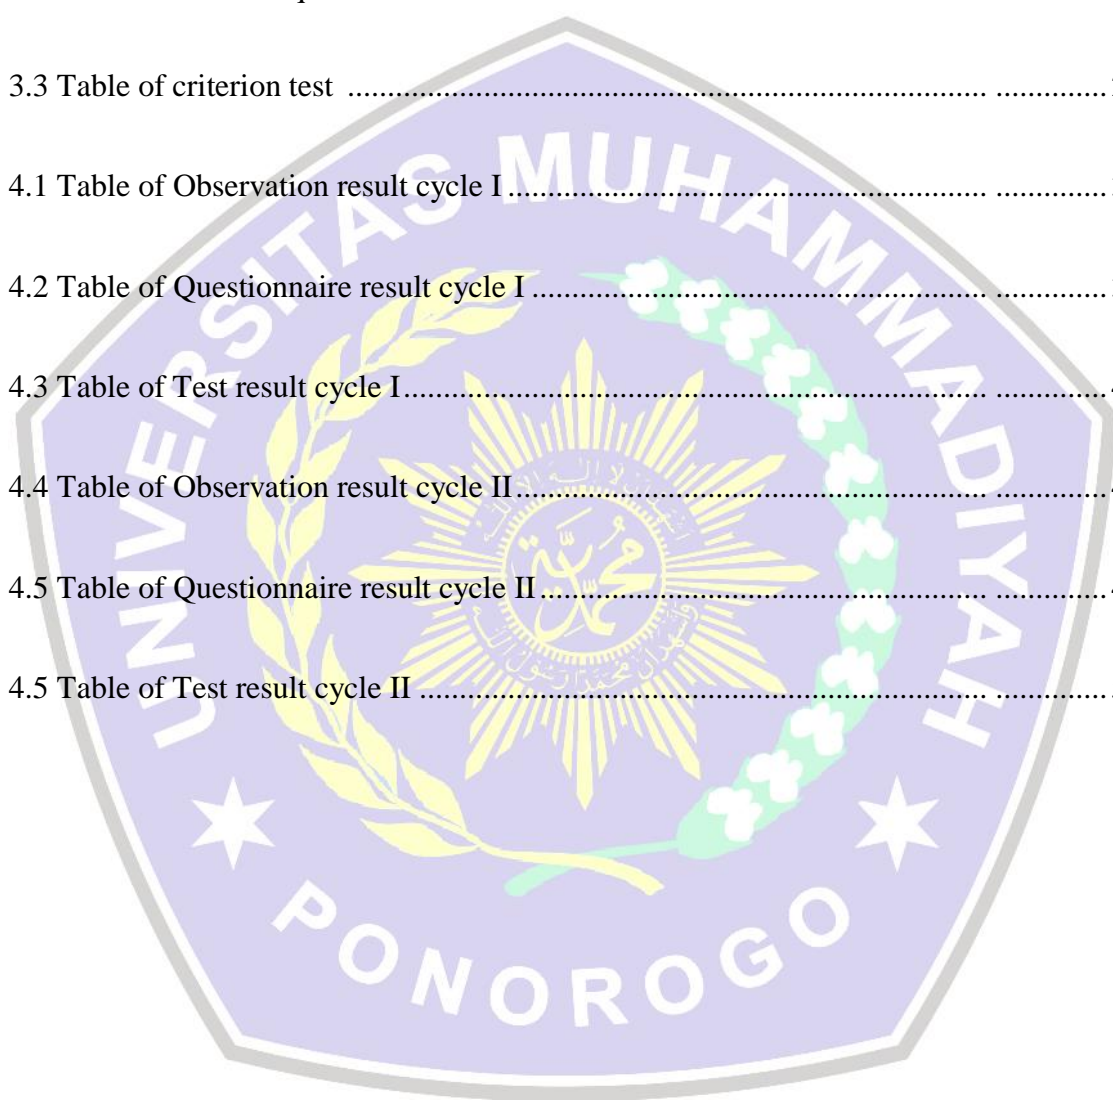 3.3 Table of criterion test ................................................................................ ..............
4.1 Table of Observation result cycle I ............................................................ ..............
4.2 Table of Questionnaire result cycle I ......................................................... ..............
4.3 Table of Test result cycle I......................................................................... ..............
4.4 Table of Observation result cycle II........................................................... ..............
4.5 Table of Questionnaire result cycle II........................................................ ..............
4.5 Table of Test result cycle II ....................................................................... ..............
UNIVERSITAS MUHAMMADIYAH
PONOROGO
محمدية